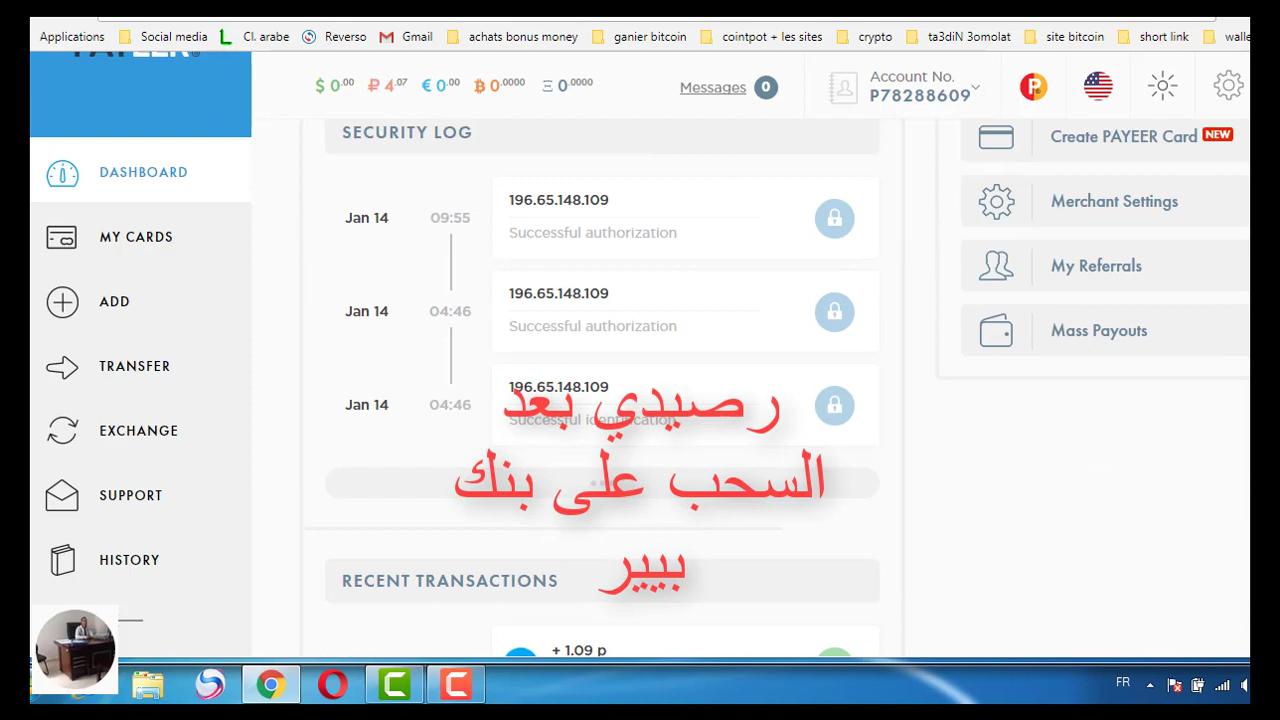 Applications Social media Cl. arabe Reverso Gmail achats bonus money ganier bitcoin cointpot + les sites crypto ta3diN 3omolat site bitcoin short link
$ 0.00 ₽ 4.07 € 0.00 0.0000 Ξ 0.0000 Messages 0
Account No.
P78288609
SECURITY LOG
DASHBOARD
MY CARDS
ADD
TRANSFER
EXCHANGE
SUPPORT
HISTORY
Jan 14 09:55 196.65.148.109
Successful authorization
Jan 14 04:46 196.65.148.109
Successful authorization
Jan 14 04:46 196.65.148.109
Successful identification
رصيدي بعد
السحب على بنك
بيير
RECENT TRANSACTIONS
+ 1.09 p
Create PAYEER Card NEW
Merchant Settings
My Referrals
Mass Payouts
FR